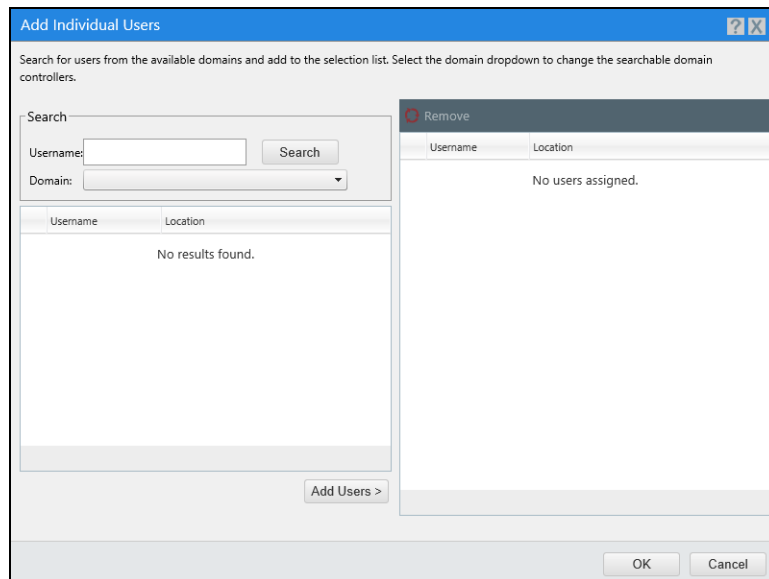 Add Individual Users
? X
Search for users from the available domains and add to the selection list. Select the domain dropdown to change the searchable domain
controllers.
Search
Username:
Search
Domain:
Username Location
No results found.
Add Users >
Remove
Username Location
No users assigned.
OK Cancel